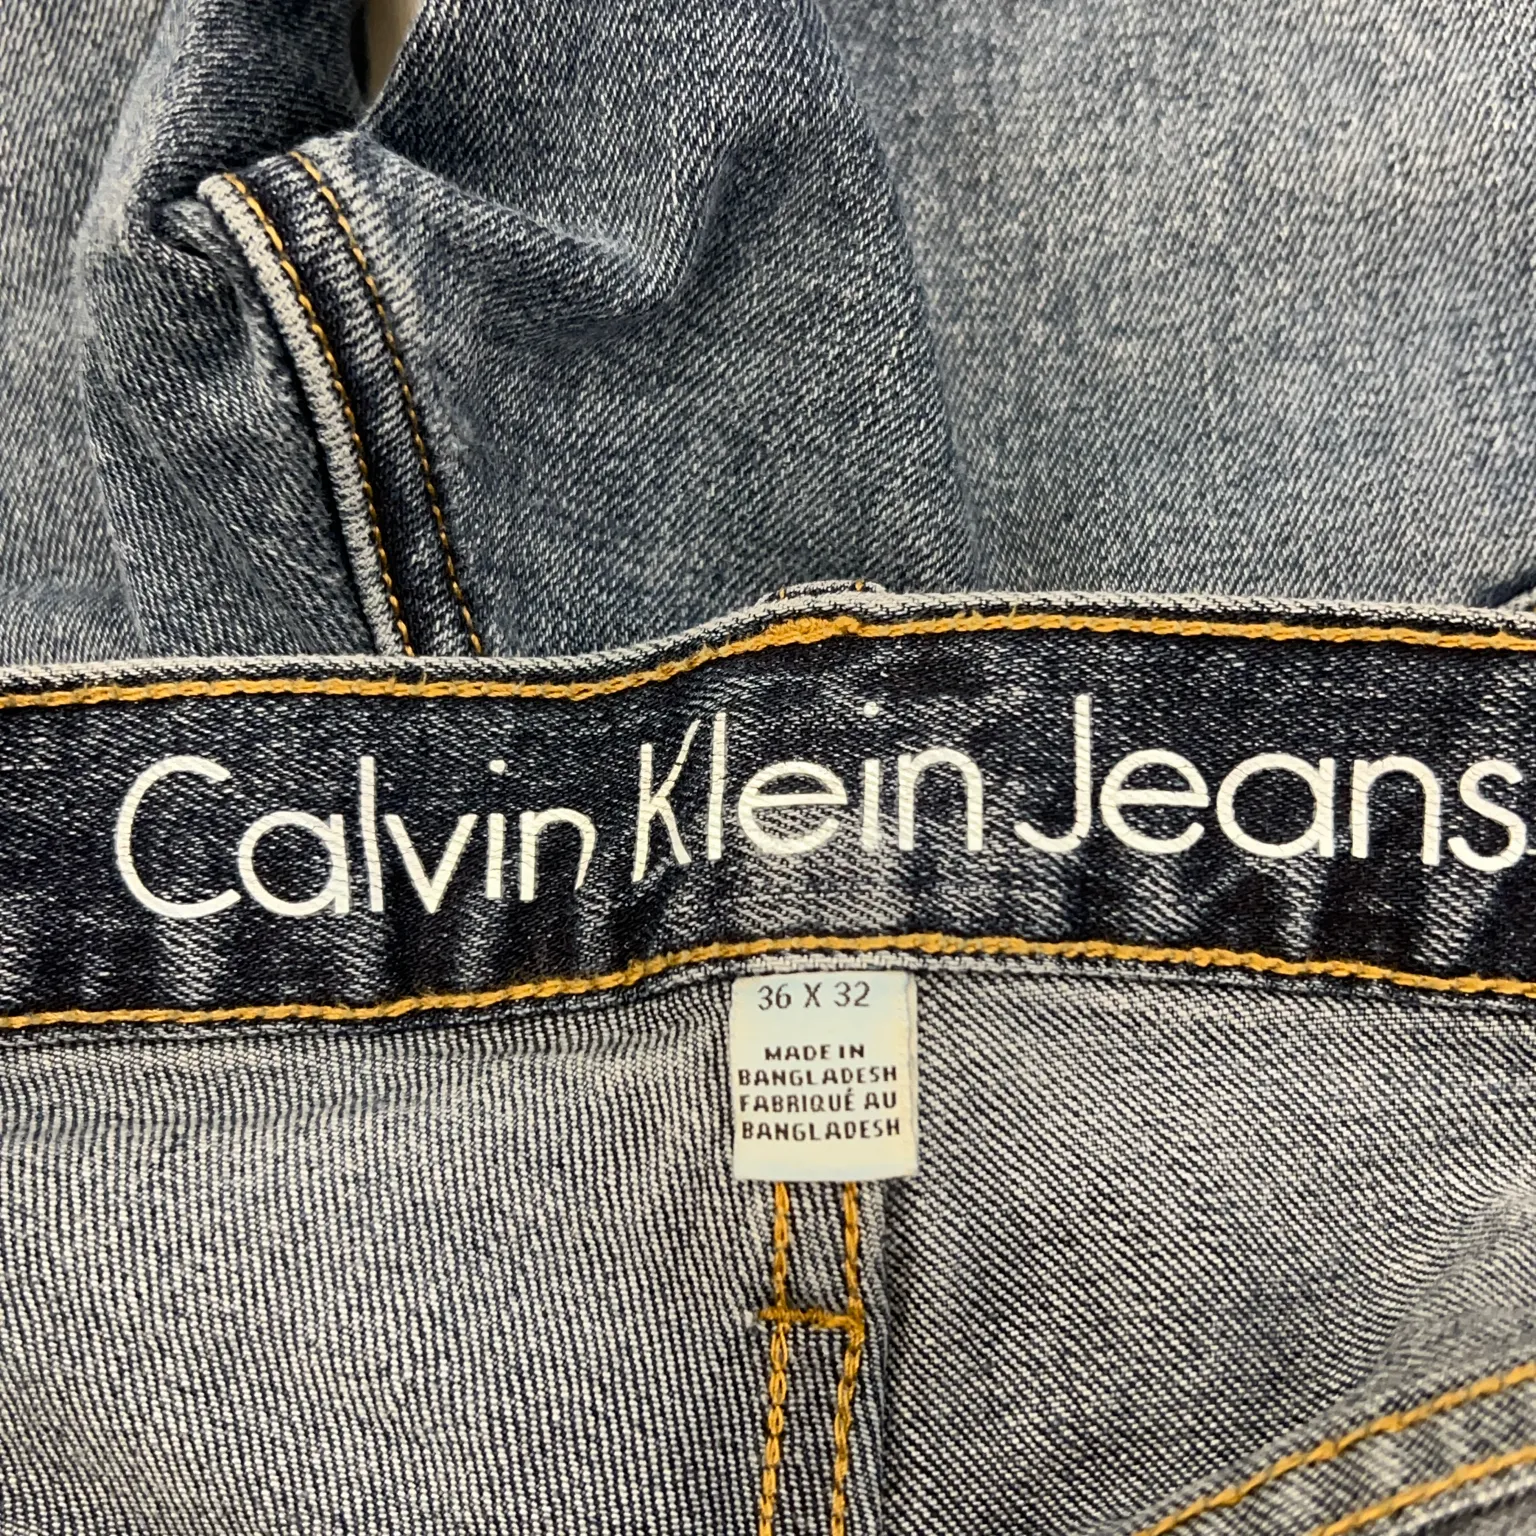 Calvin Klein Jeans
36 X 32
MADE IN
BANGLADESH
FABRIQUÉ AU
BANGLADESH